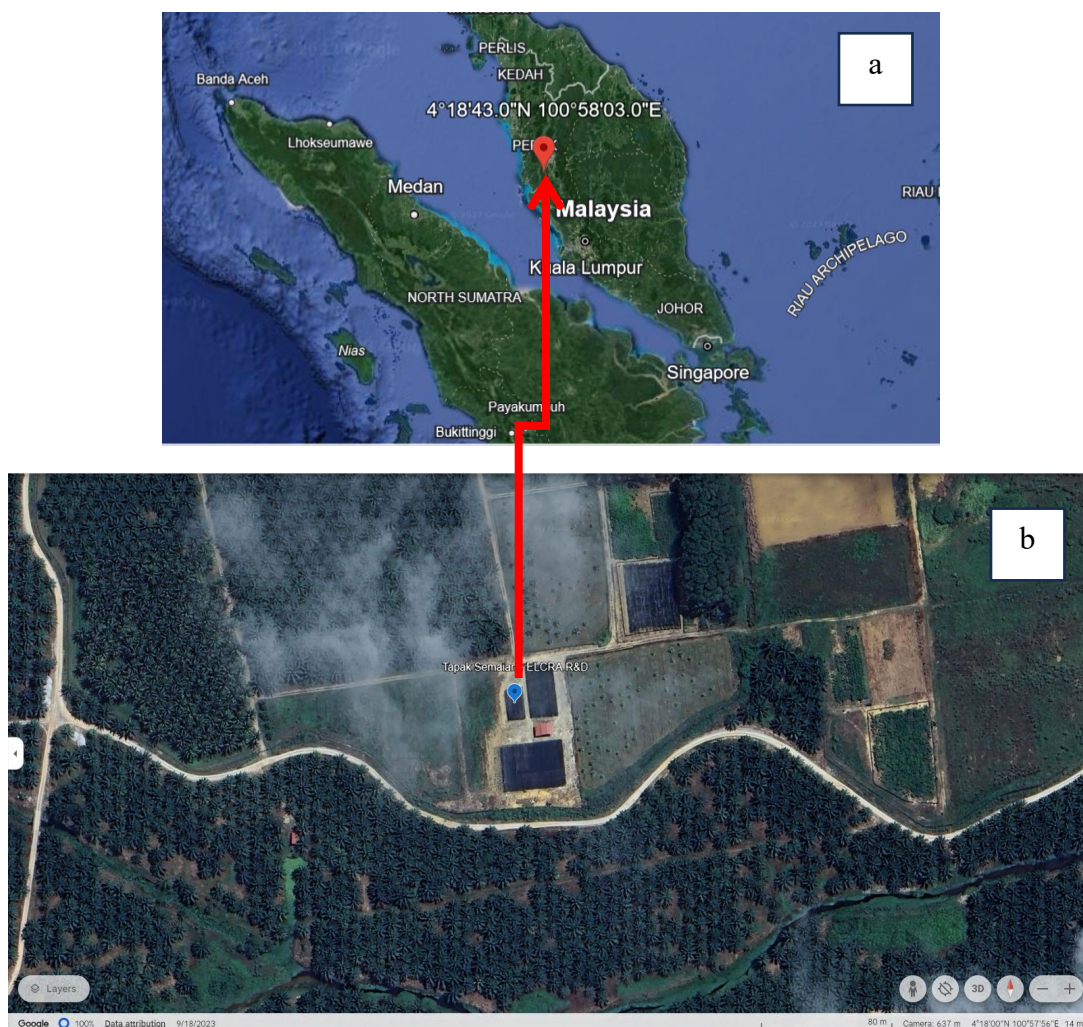 PERLIS
a
KEDAH
Banda Aceh
4°18'43.0"N 100°58'03.0"E
Lhokseumawe
Medan
RIAU
Malaysia
RIAU ARCHIPELAGO
Kuala Lumpur
NORTH SUMATRA
JOHOR
Nias
Singapore
Payakumbuh
Bukittinggi
b
Tapak Semaian ELCRA R&D
Layers
3D
Google 100% Data attribution 9/18/2023 80 m Camera: 637 m 4°18'00"N 100°57'56"E 14 m